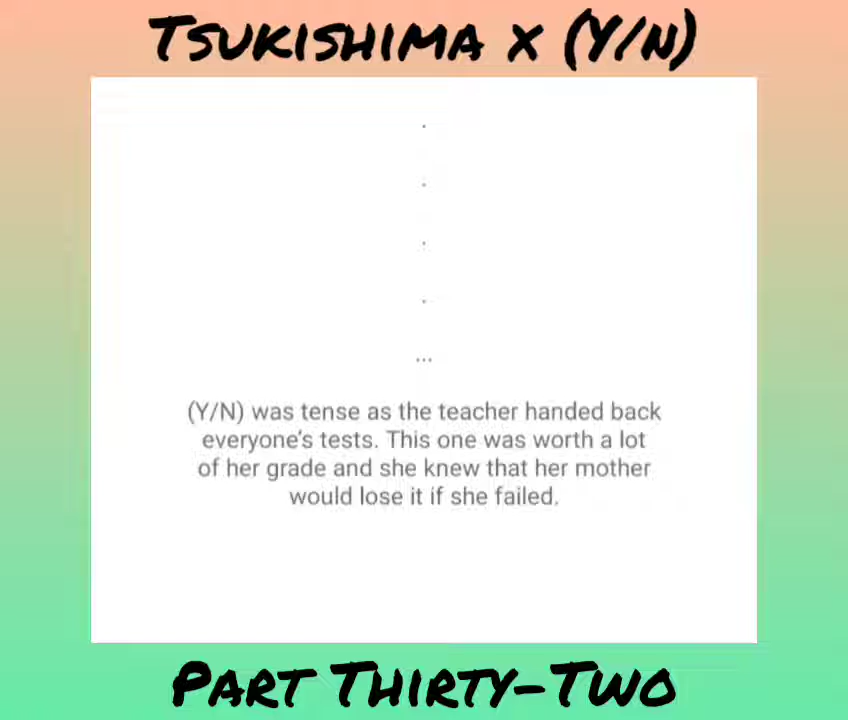 Tsukishima x (Y/N)
.
.
.
.
...
(Y/N) was tense as the teacher handed back
everyone's tests. This one was worth a lot
of her grade and she knew that her mother
would lose it if she failed.
Part Thirty-Two